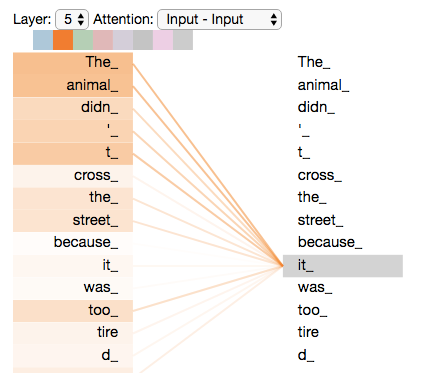 Layer: 5 Attention: Input - Input
The_ The_
animal_ animal_
didn_ didn_
'_ '_
t_ t_
cross_ cross_
the_ the_
street_ street_
because_ because_
it_ it_
was_ was_
too_ too_
tire tire
d_ d_